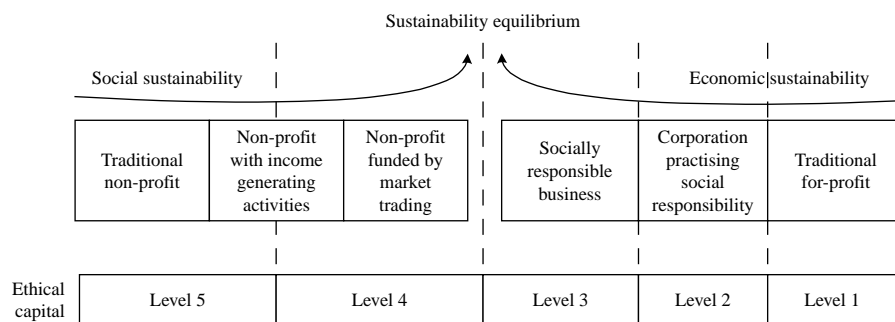 Sustainability equilibrium
Social sustainability
Economic sustainability
Traditional
non-profit
Non-profit
with income
generating
activities
Non-profit
funded by
market
trading
Socially
responsible
business
Corporation
practising
social
responsibility
Traditional
for-profit
Ethical
capital
Level 5
Level 4
Level 3
Level 2
Level 1